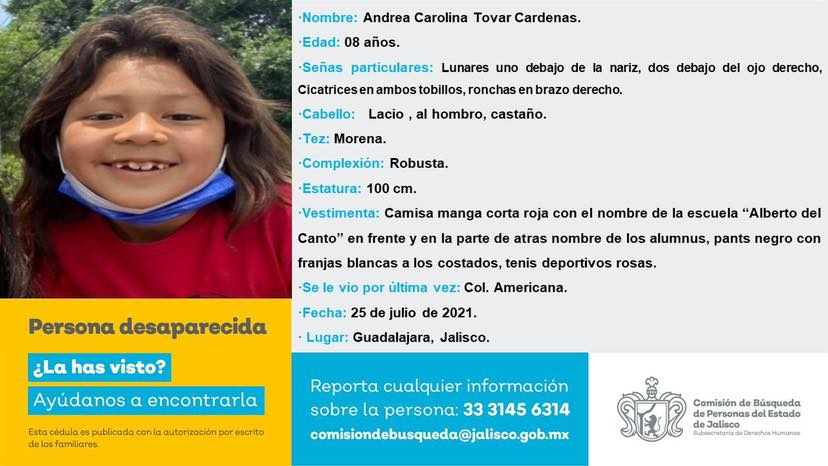 ·Nombre: Andrea Carolina Tovar Cardenas.
·Edad: 08 años.
·Señas particulares: Lunares uno debajo de la nariz, dos debajo del ojo derecho,
Cicatrices en ambos tobillos, ronchas en brazo derecho.
·Cabello: Lacio , al hombro, castaño.
·Tez: Morena.
·Complexión: Robusta.
·Estatura: 100 cm.
·Vestimenta: Camisa manga corta roja con el nombre de la escuela “Alberto del
Canto” en frente y en la parte de atras nombre de los alumnus, pants negro con
franjas blancas a los costados, tenis deportivos rosas.
·Se le vio por última vez: Col. Americana.
·Fecha: 25 de julio de 2021.
· Lugar: Guadalajara, Jalisco.
Persona desaparecida
¿La has visto?
Ayúdanos a encontrarla
Esta cédula es publicada con la autorización por escrito
de los familiares.
Reporta cualquier información
sobre la persona: 33 3145 6314
comisiondebusqueda@jalisco.gob.mx
Comisión de Búsqueda
de Personas del Estado
de Jalisco
Subsecretaría de Derechos Humanos